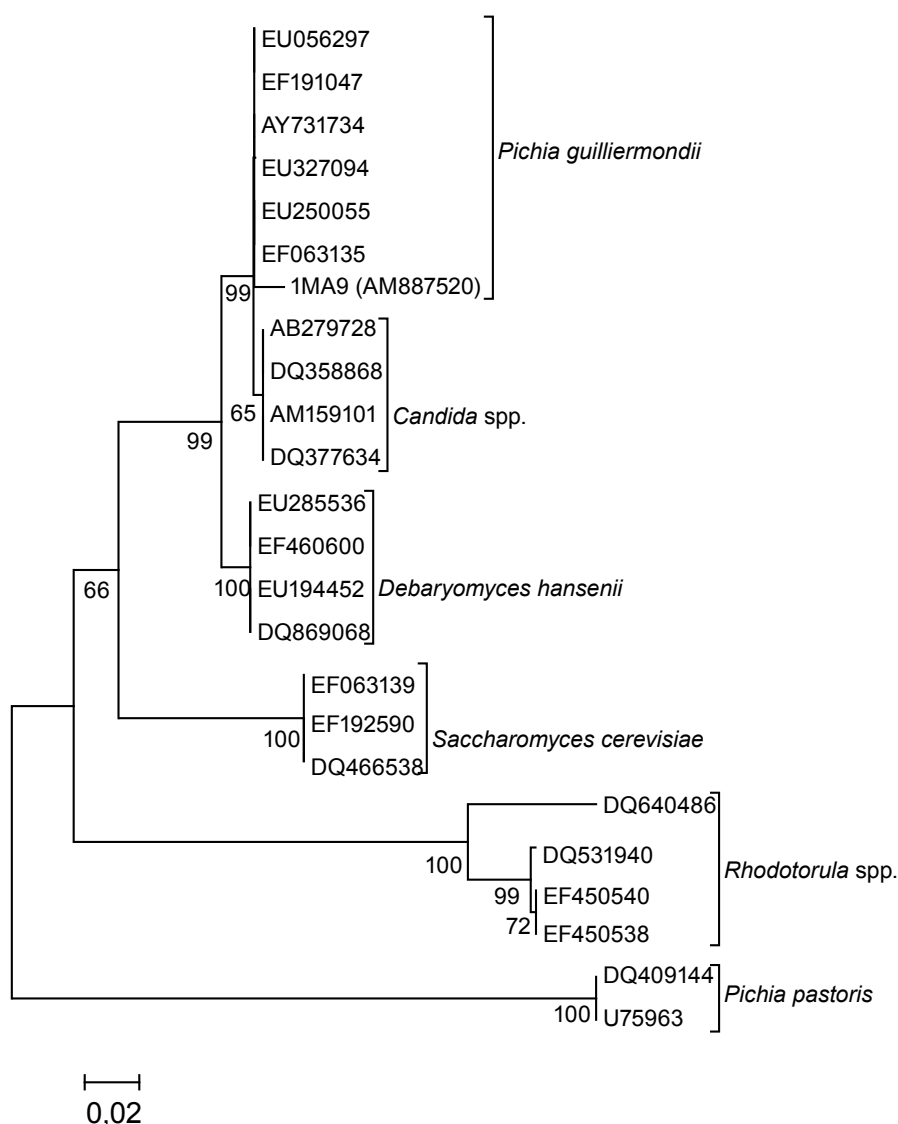 EU056297
EF191047
AY731734
Pichia guilliermondii
EU327094
EU250055
EF063135
1MA9 (AM887520)
99
AB279728
DQ358868
65
AM159101
Candida spp.
99
DQ377634
EU285536
EF460600
66
100
EU194452
Debaryomyces hansenii
DQ869068
EF063139
EF192590
100
Saccharomyces cerevisiae
DQ466538
DQ640486
100
DQ531940
Rhodotorula spp.
99
EF450540
72
EF450538
DQ409144
Pichia pastoris
100
U75963
0,02